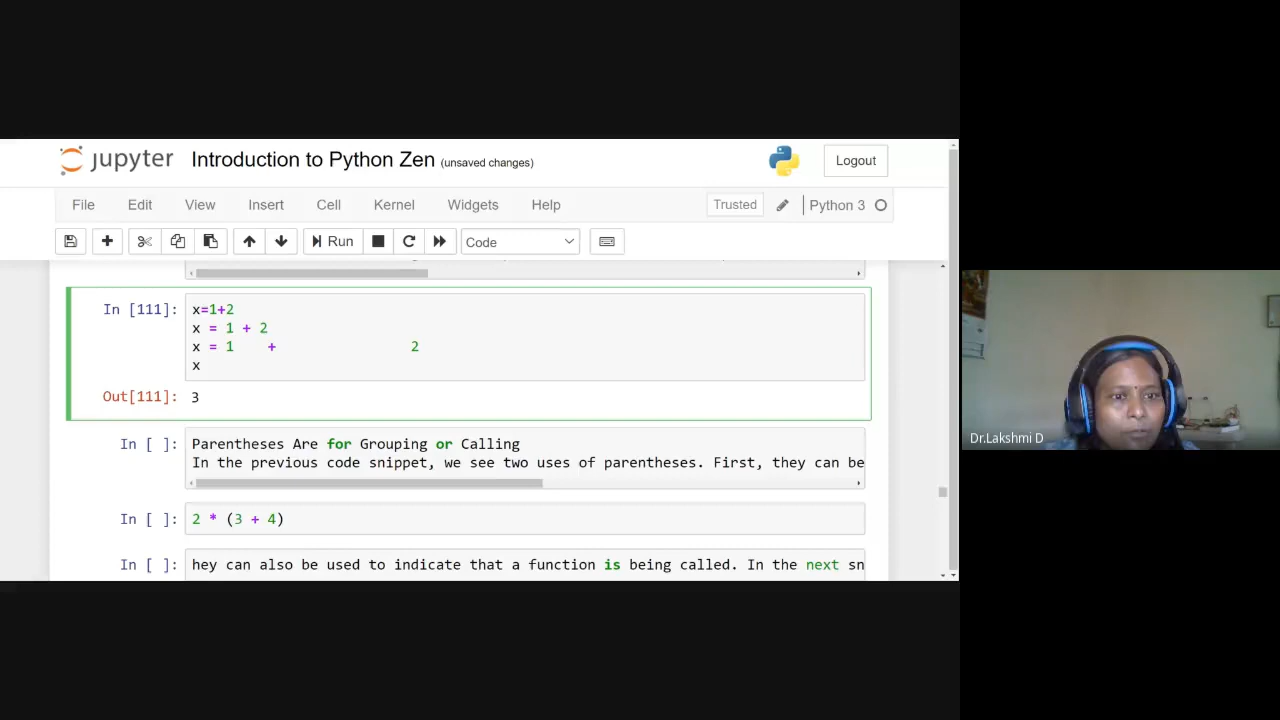 jupyter Introduction to Python Zen (unsaved changes) Logout
File Edit View Insert Cell Kernel Widgets Help Trusted Python 3
Run Code
In [111]: x=1+2
x = 1 + 2
x = 1 + 2
x
Out[111]: 3
In [ ]: Parentheses Are for Grouping or Calling
In the previous code snippet, we see two uses of parentheses. First, they can be
In [ ]: 2 * (3 + 4)
In [ ]: hey can also be used to indicate that a function is being called. In the next sn
Dr.Lakshmi D